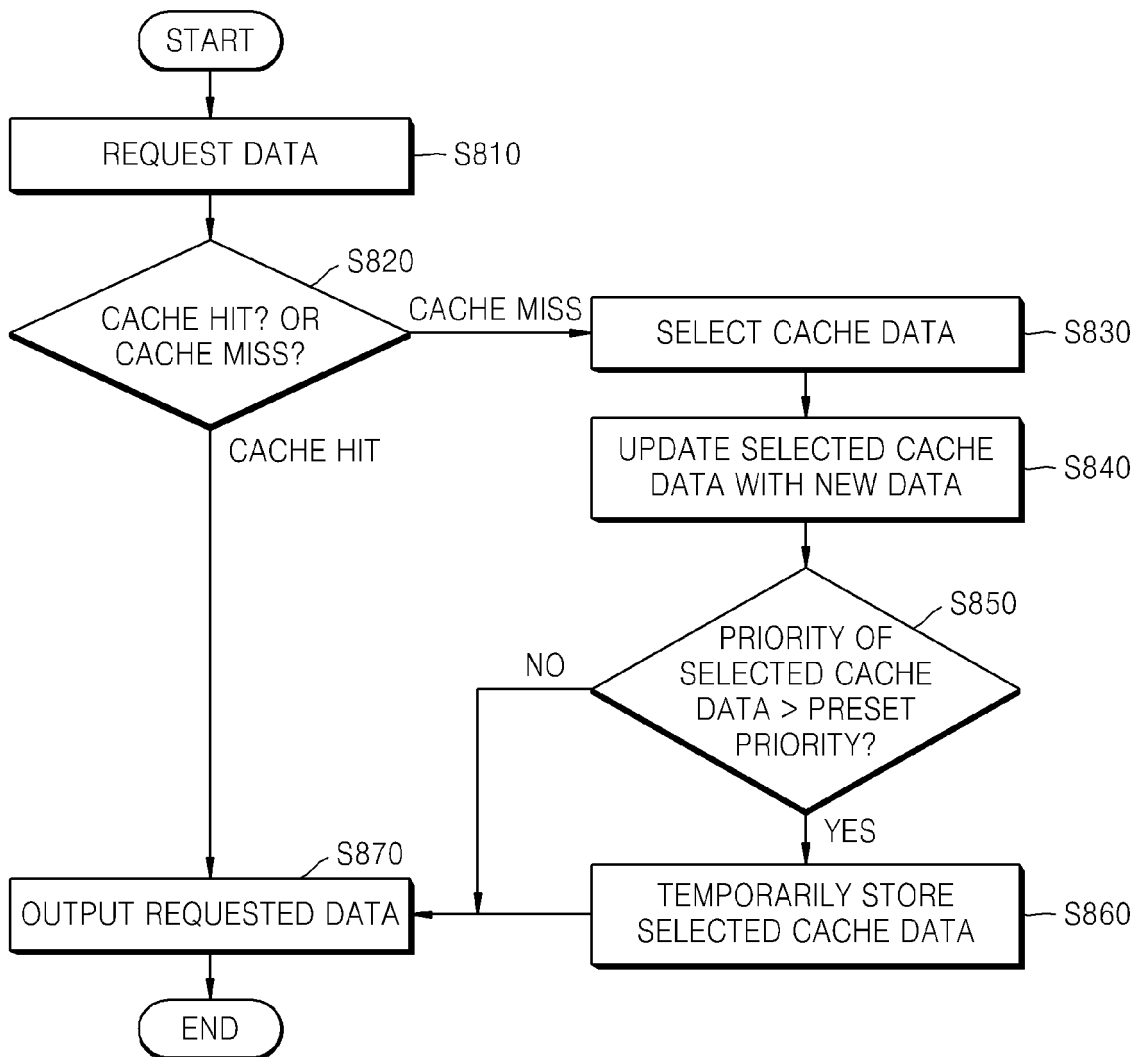 START
REQUEST DATA
S810
S820
CACHE HIT? OR
CACHE MISS?
CACHE MISS
SELECT CACHE DATA
S830
CACHE HIT
UPDATE SELECTED CACHE
DATA WITH NEW DATA
S840
S850
PRIORITY OF
SELECTED CACHE
DATA > PRESET
PRIORITY?
NO
YES
S870
OUTPUT REQUESTED DATA
TEMPORARILY STORE
SELECTED CACHE DATA
S860
END